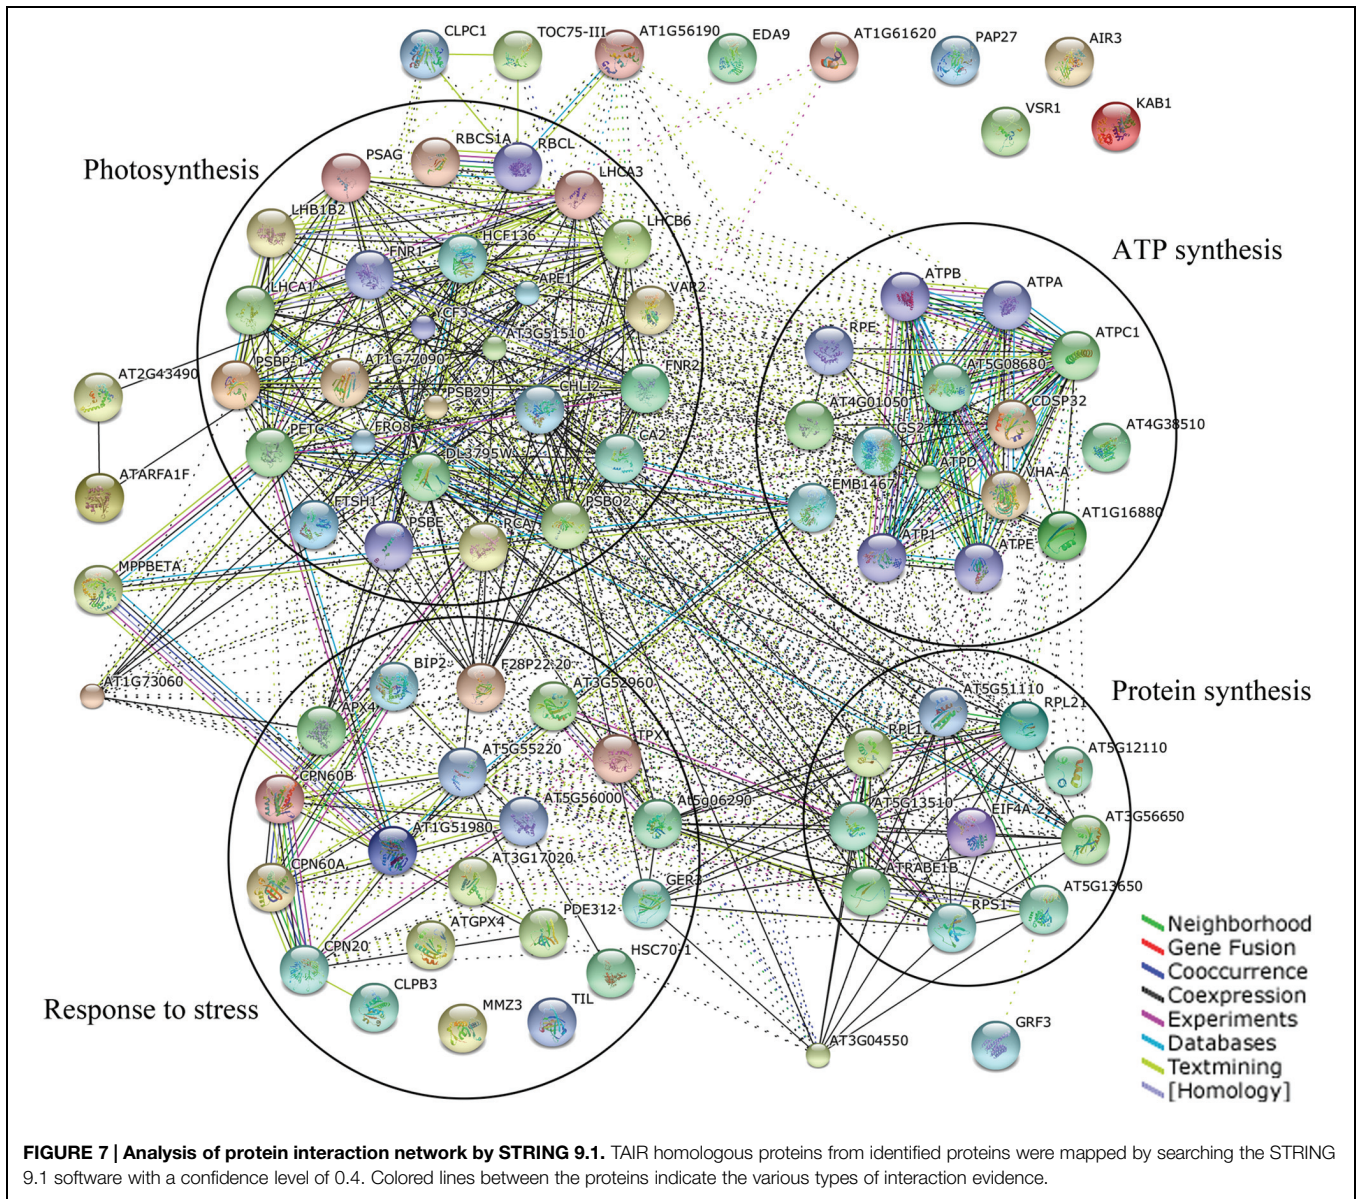 CLPC1
TOC75-III
AT1G56190
EDA9
AT1G61620
PAP27
AIR3
VSR1
KAB1
Photosynthesis
PSAG
RBCS1A
RBCL
LHCA3
LHB1B2
FNR1
HCF136
LHCB6
LHCA1
APE1
VAR2
YCF3
AT3G51510
PSBP-1
AT1G77090
FNR2
PSB29
CHLI2
PETC
FRO8
DL3795W
CA2
FTSH1
PSBE
RCA
PSBO2
AT2G43490
ATARFA1F
MPPBETA
AT1G73060
ATP synthesis
ATPB
ATPA
RPE
ATPC1
AT5G08680
AT4G01050
CDSP32
GS2
AT4G38510
ATPD
EMB1467
VHA-A
AT1G16880
ATP1
ATPE
BIP2
F28P22.20
AT3G52960
APX4
AT5G55220
TPX1
CPN60B
AT5G56000
At5g06290
AT1G51980
AT3G17020
CPN60A
GER1
ATGPX4
PDE312
CPN20
HSC70-1
CLPB3
MMZ3
TIL
Response to stress
Protein synthesis
AT5G51110
RPL21
AT5G12110
AT5G13510
EIF4A-2
AT3G56650
ATRABE1B
AT5G13650
RPS1
AT3G04550
GRF3
Neighborhood
Gene Fusion
Cooccurrence
Coexpression
Experiments
Databases
Textmining
[Homology]
FIGURE 7 | Analysis of protein interaction network by STRING 9.1. TAIR homologous proteins from identified proteins were mapped by searching the STRING
9.1 software with a confidence level of 0.4. Colored lines between the proteins indicate the various types of interaction evidence.